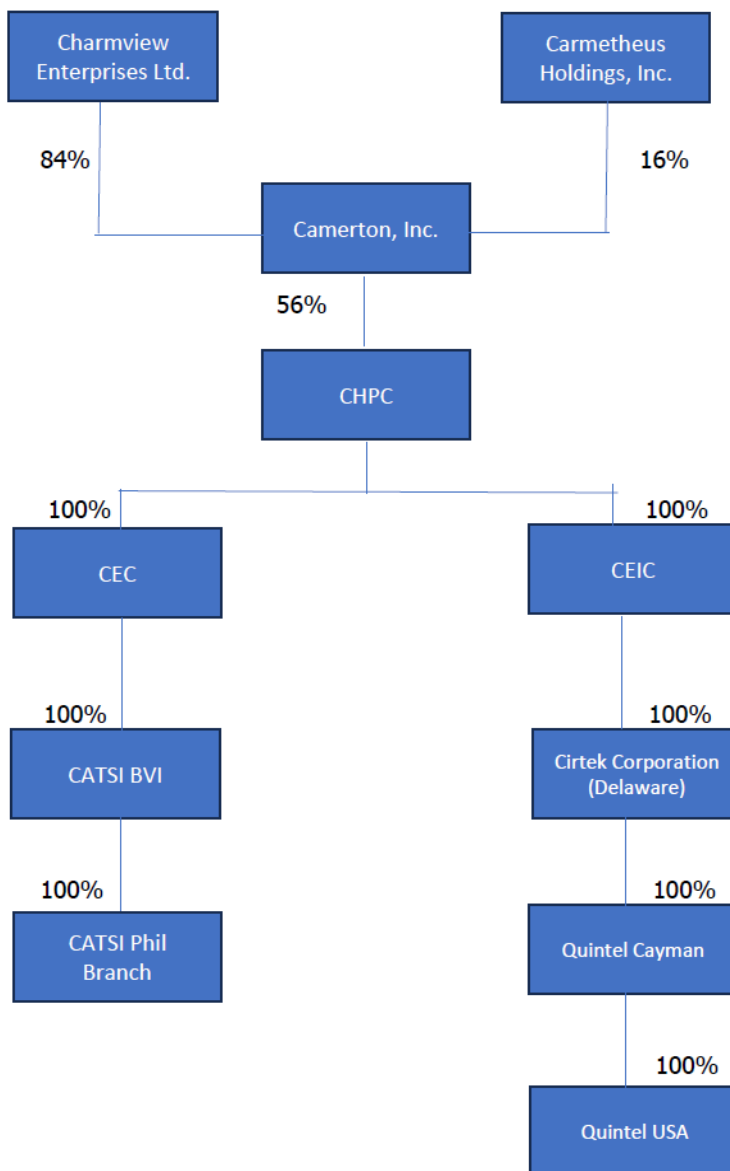 Charmview
Enterprises Ltd.
Carmetheus
Holdings, Inc.
84%
16%
Camerton, Inc.
56%
CHPC
100%
100%
CEC
CEIC
100%
100%
CATSI BVI
Cirtek Corporation
(Delaware)
100%
100%
CATSI Phil
Branch
Quintel Cayman
100%
Quintel USA